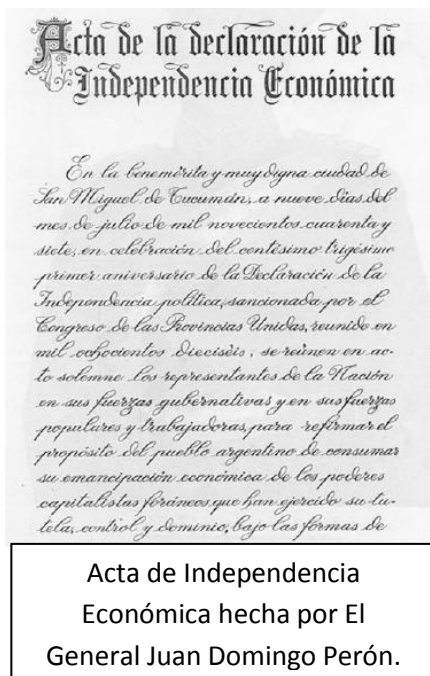 Acta de la declaración de la
Independencia Económica
En la benemérita y muy digna ciudad de
San Miguel de Tucumán, a nueve días del
mes de julio de mil novecientos cuarenta y
siete, en celebración del centésimo trigésimo
primer aniversario de la Declaración de la
Independencia política, sancionada por el
Congreso de las Provincias Unidas, reunido en
mil ochocientos dieciséis, se reúnen en ac-
to solemne los representantes de la Nación
en sus fuerzas gubernativas y en sus fuerzas
populares y trabajadoras, para refirmar el
propósito del pueblo argentino de consumar
su emancipación económica de los poderes
capitalistas foráneos que han ejercido su tu-
tela, control y dominio, bajo las formas de
Acta de Independencia
Económica hecha por El
General Juan Domingo Perón.